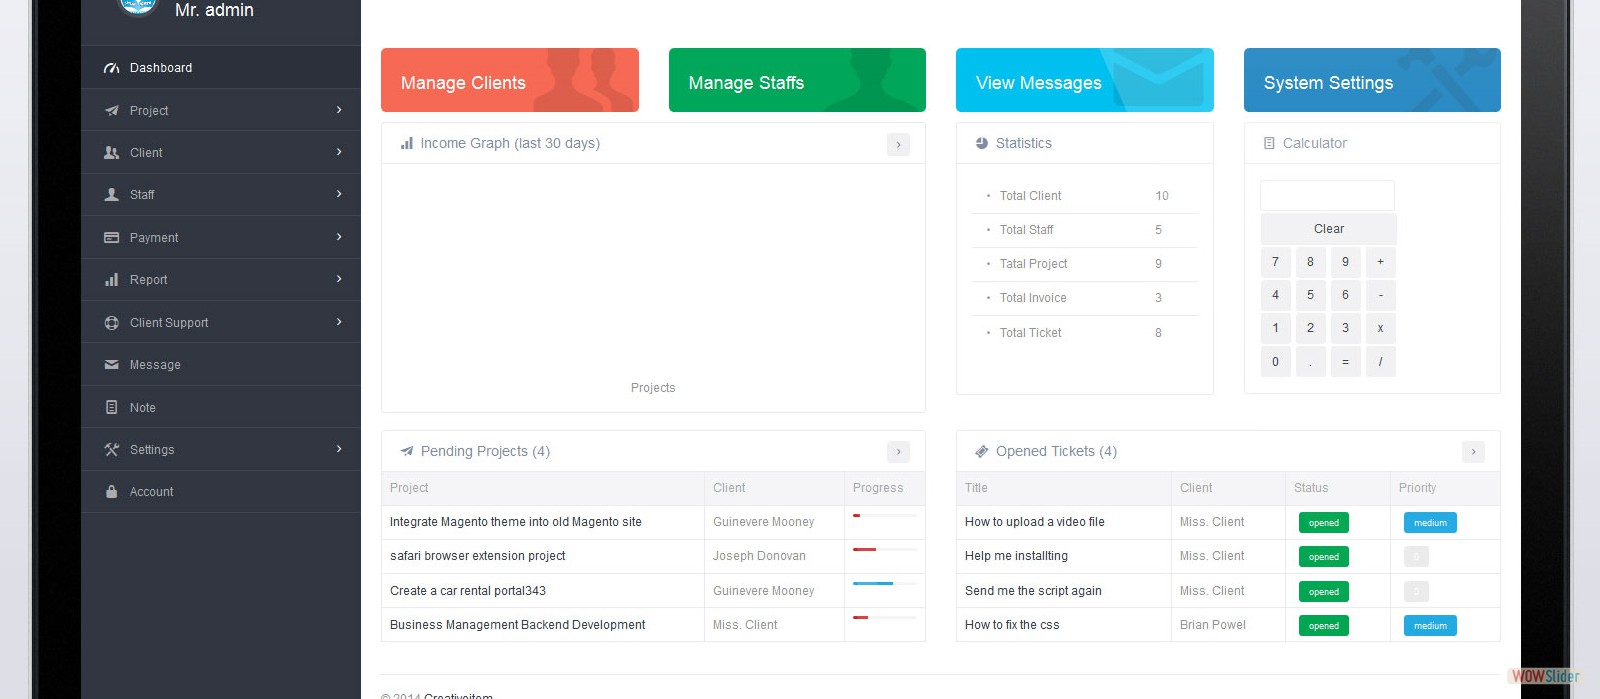 Mr. admin
Dashboard
Project
Client
Staff
Payment
Report
Client Support
Message
Note
Settings
Account
Manage Clients
Manage Staffs
View Messages
System Settings
Income Graph (last 30 days)
Projects
Statistics
Total Client 10
Total Staff 5
Tatal Project 9
Total Invoice 3
Total Ticket 8
Calculator
Clear
7 8 9 +
4 5 6 -
1 2 3 x
0 . = /
Pending Projects (4)
Project Client Progress
Integrate Magento theme into old Magento site Guinevere Mooney
safari browser extension project Joseph Donovan
Create a car rental portal343 Guinevere Mooney
Business Management Backend Development Miss. Client
Opened Tickets (4)
Title Client Status Priority
How to upload a video file Miss. Client opened medium
Help me installting Miss. Client opened 0
Send me the script again Miss. Client opened 0
How to fix the css Brian Powel opened medium
© 2014 Creativeitem
WOWSlider